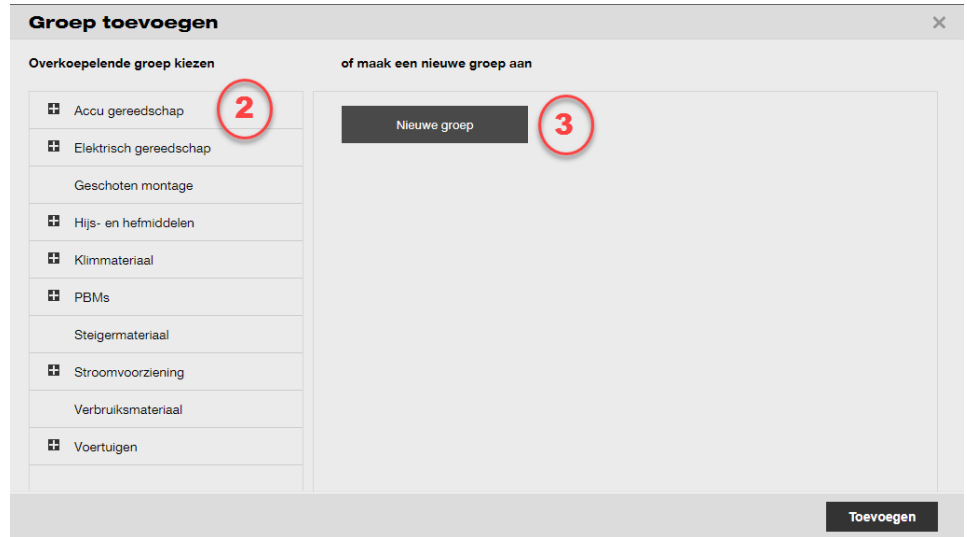 Groep toevoegen
Overkoepelende groep kiezen
of maak een nieuwe groep aan
Accu gereedschap
2
Nieuwe groep
3
Elektrisch gereedschap
Geschoten montage
Hijs- en hefmiddelen
Klimmateriaal
PBMs
Steigermateriaal
Stroomvoorziening
Verbruiksmateriaal
Voertuigen
Toevoegen